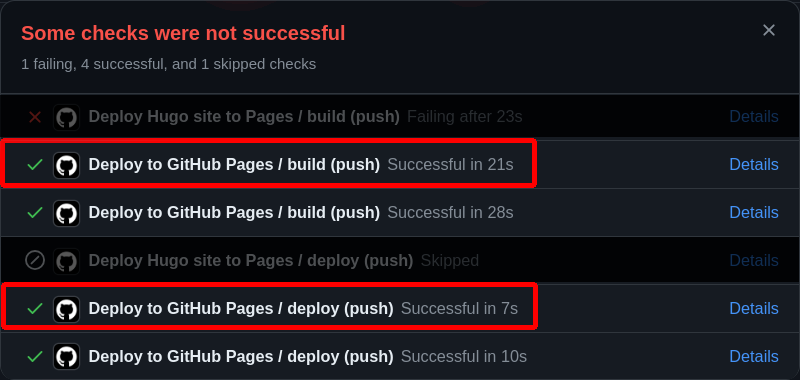 Some checks were not successful
1 failing, 4 successful, and 1 skipped checks
Deploy Hugo site to Pages / build (push) Failing after 23s Details
Deploy to GitHub Pages / build (push) Successful in 21s Details
Deploy to GitHub Pages / build (push) Successful in 28s Details
Deploy Hugo site to Pages / deploy (push) Skipped Details
Deploy to GitHub Pages / deploy (push) Successful in 7s Details
Deploy to GitHub Pages / deploy (push) Successful in 10s Details